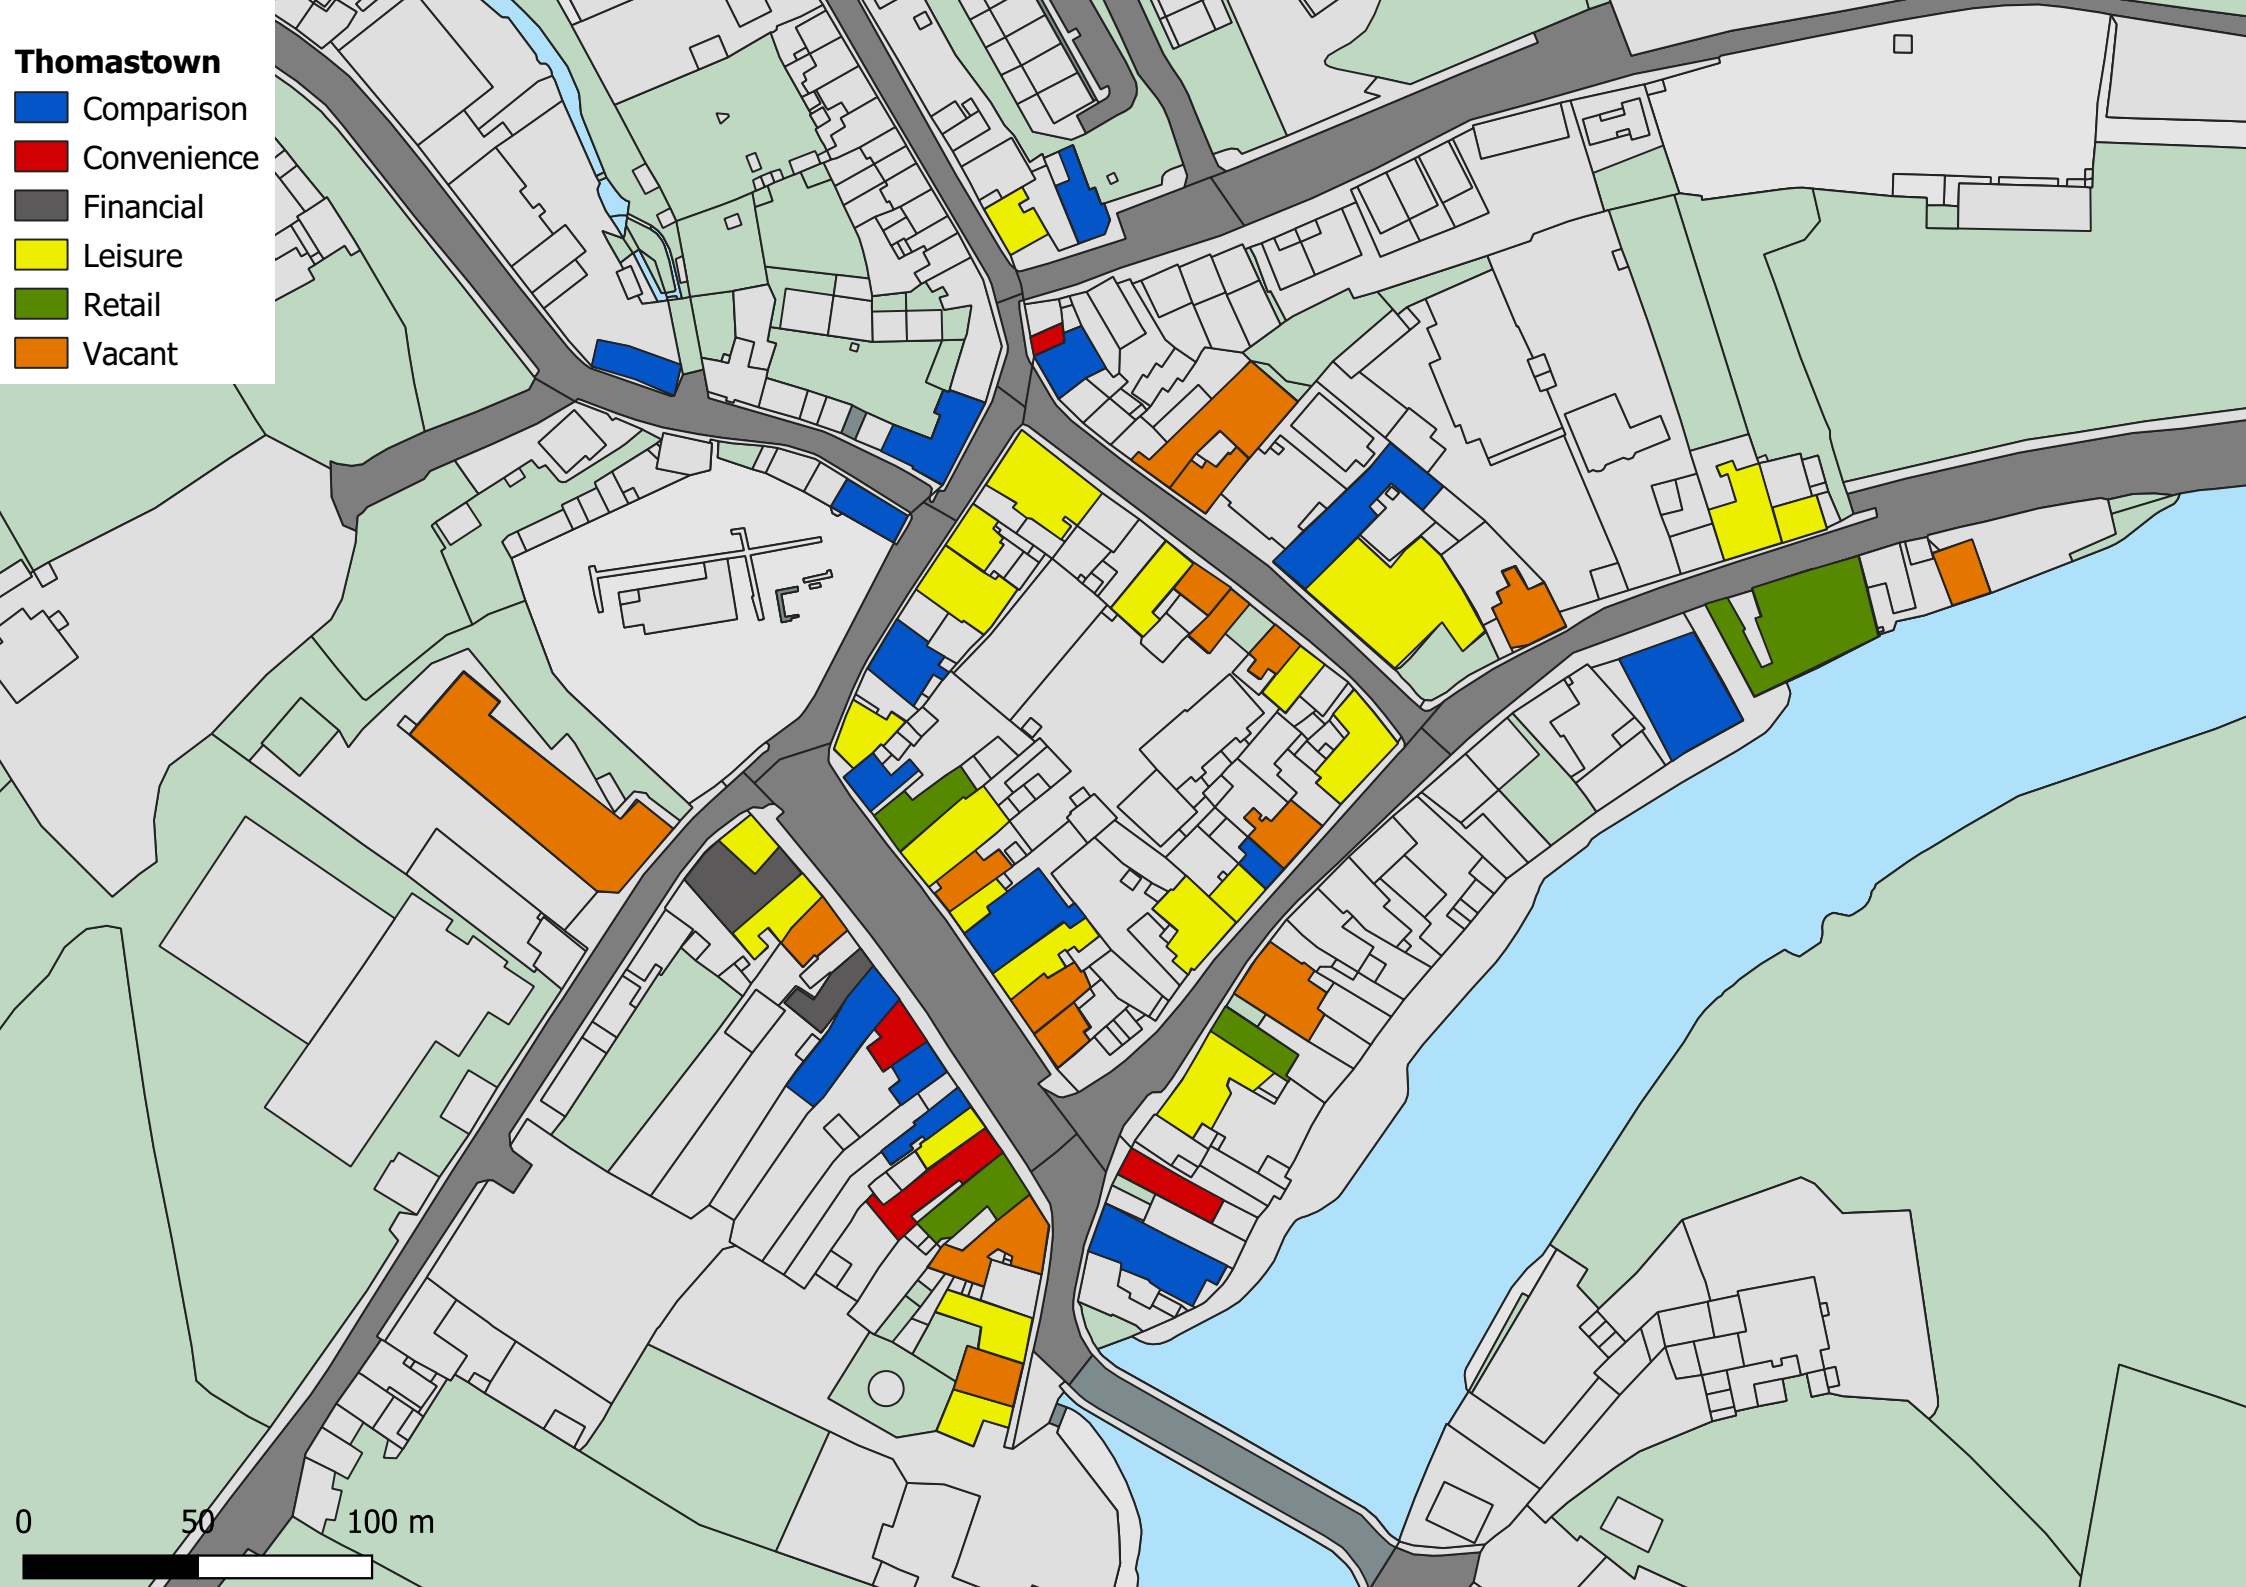 Thomastown
Comparison
Convenience
Financial
Leisure
Retail
Vacant
0 50 100 m